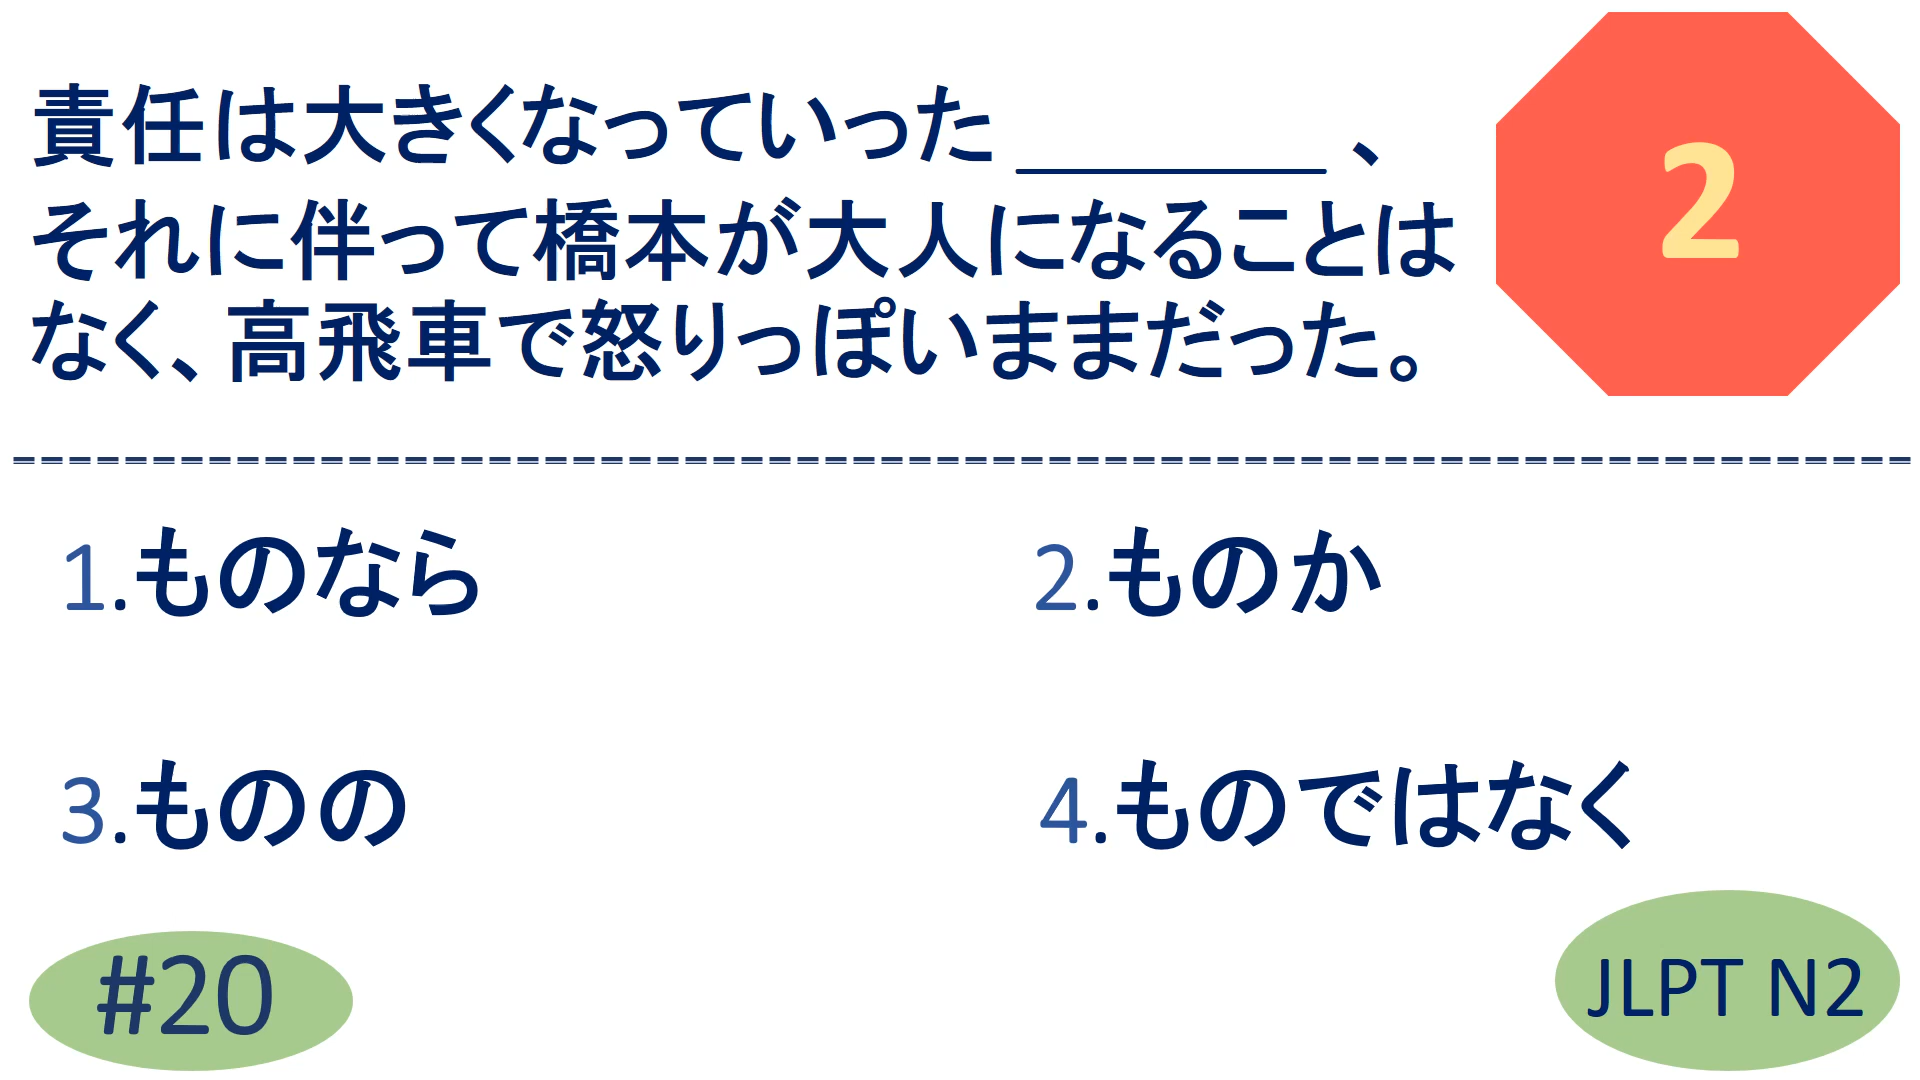 責任は大きくなっていった ________ 、
それに伴って橋本が大人になることは
なく、高飛車で怒りっぽいままだった。
2
1.ものなら
2.ものか
3.ものの
4.ものではなく
#20
JLPT N2